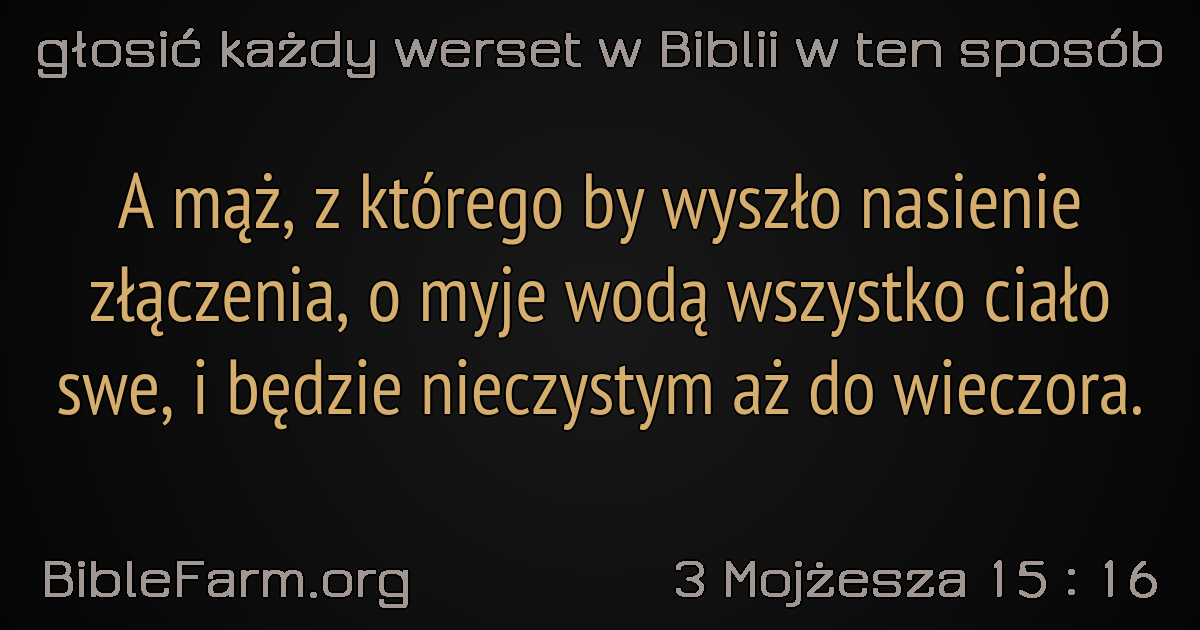 głosić każdy werset w Biblii w ten sposób
A mąż, z którego by wyszło nasienie
złączenia, o myje wodą wszystko ciało
swe, i będzie nieczystym aż do wieczora.
BibleFarm.org
3 Mojżesza 15 : 16